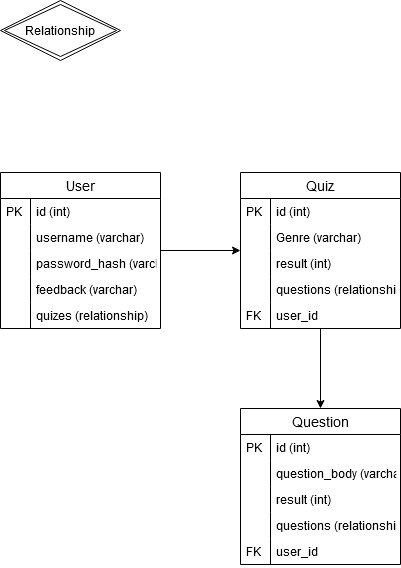 Relationship
User
PK id (int)
username (varchar)
password_hash (varc
feedback (varchar)
quizes (relationship)
Quiz
PK id (int)
Genre (varchar)
result (int)
questions (relationshi
FK user_id
Question
PK id (int)
question_body (varcha
result (int)
questions (relationshi
FK user_id